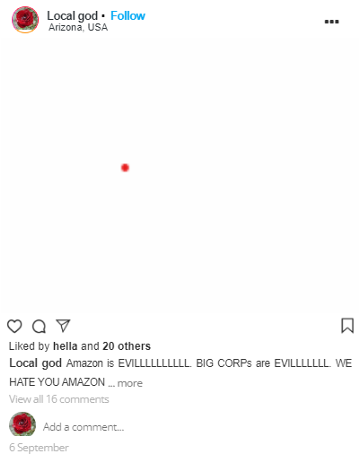 Local god • Follow
Arizona, USA
Liked by hella and 20 others
Local god Amazon is EVILLLLLLLLLL. BIG CORPs are EVILLLLLLL. WE
HATE YOU AMAZON ... more
View all 16 comments
Add a comment...
6 September